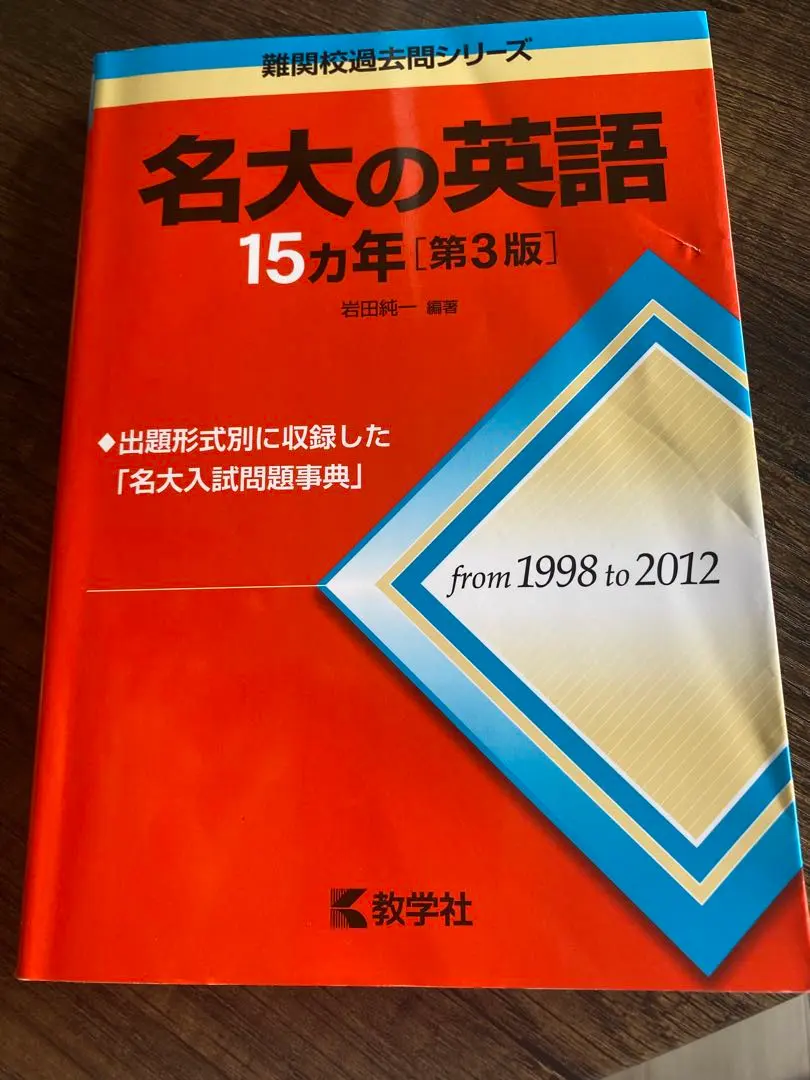 難関校過去問シリーズ
名大の英語
15カ年[第3版]
岩田純一 編著
◆出題形式別に収録した
「名大入試問題事典」
from 1998 to 2012
教学社